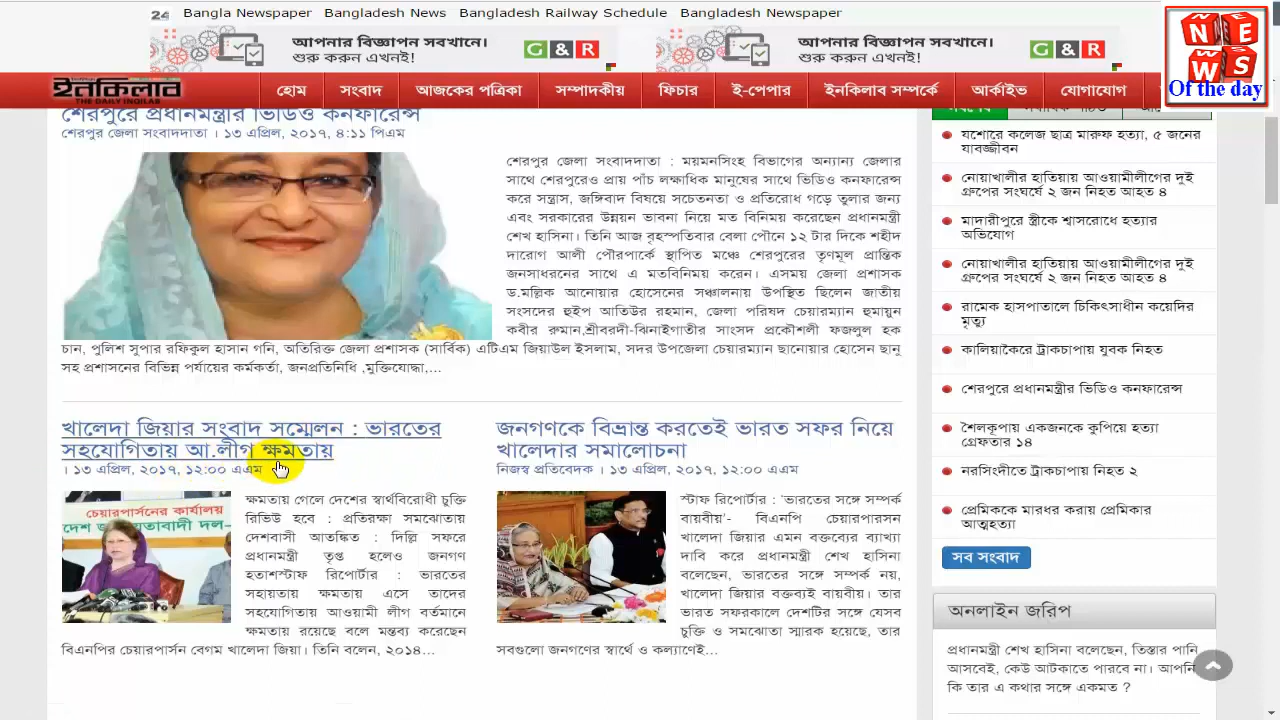 24 Bangla Newspaper Bangladesh News Bangladesh Railway Schedule Bangladesh Newspaper
আপনার বিজ্ঞাপন সবখানে।
শুরু করুন এখনই!
G & R
আপনার বিজ্ঞাপন সবখানে।
শুরু করুন এখনই!
G & R
NEWS
Of the day
ইনকিলাব
THE DAILY INQILAB
হোম সংবাদ আজকের পত্রিকা সম্পাদকীয় ফিচার ই-পেপার ইনকিলাব সম্পর্কে আর্কাইভ যোগাযোগ
শেরপুরে প্রধানমন্ত্রীর ভিডিও কনফারেন্স
শেরপুর জেলা সংবাদদাতা । ১৩ এপ্রিল, ২০১৭, ৪:১১ পিএম
শেরপুর জেলা সংবাদদাতা : ময়মনসিংহ বিভাগের অন্যান্য জেলার
সাথে শেরপুরেও প্রায় পাঁচ লক্ষাধিক মানুষের সাথে ভিডিও কনফারেন্স
করে সন্ত্রাস, জঙ্গিবাদ বিষয়ে সচেতনতা ও প্রতিরোধ গড়ে তুলার জন্য
এবং সরকারের উন্নয়ন ভাবনা নিয়ে মত বিনিময় করেছেন প্রধানমন্ত্রী
শেখ হাসিনা। তিনি আজ বৃহস্পতিবার বেলা পৌনে ১২ টার দিকে শহীদ
দারোগ আলী পৌরপার্কে স্থাপিত মঞ্চে শেরপুরের তৃণমূল প্রান্তিক
জনসাধরনের সাথে এ মতবিনিময় করেন। এসময় জেলা প্রশাসক
ড.মল্লিক আনোয়ার হোসেনের সঞ্চালনায় উপস্থিত ছিলেন জাতীয়
সংসদের হুইপ আতিউর রহমান, জেলা পরিষদ চেয়ারম্যান হুমায়ুন
কবীর রুমান,শ্রীবরদী-ঝিনাইগাতীর সাংসদ প্রকৌশলী ফজলুল হক
চান, পুলিশ সুপার রফিকুল হাসান গনি, অতিরিক্ত জেলা প্রশাসক (সার্বিক) এটিএম জিয়াউল ইসলাম, সদর উপজেলা চেয়ারম্যান ছানোয়ার হোসেন ছানু
সহ প্রশাসনের বিভিন্ন পর্যায়ের কর্মকর্তা, জনপ্রতিনিধি ,মুক্তিযোদ্ধা,...
খালেদা জিয়ার সংবাদ সম্মেলন : ভারতের
সহযোগিতায় আ.লীগ ক্ষমতায়
। ১৩ এপ্রিল, ২০১৭, ১২:০০ এএম
চেয়ারপার্সনের কার্যালয়
ক্ষমতায় গেলে দেশের স্বার্থবিরোধী চুক্তি
রিভিউ হবে : প্রতিরক্ষা সমঝোতায়
দেশবাসী আতঙ্কিত : দিল্লি সফরে
প্রধানমন্ত্রী তৃপ্ত হলেও জনগণ
হতাশস্টাফ রিপোর্টার : ভারতের
সহায়তায় ক্ষমতায় এসে তাদের
সহযোগিতায় আওয়ামী লীগ বর্তমানে
ক্ষমতায় রয়েছে বলে মন্তব্য করেছেন
বিএনপির চেয়ারপার্সন বেগম খালেদা জিয়া। তিনি বলেন, ২০১৪...
জনগণকে বিভ্রান্ত করতেই ভারত সফর নিয়ে
খালেদার সমালোচনা
নিজস্ব প্রতিবেদক । ১৩ এপ্রিল, ২০১৭, ১২:০০ এএম
স্টাফ রিপোর্টার : ‘ভারতের সঙ্গে সম্পর্ক
বায়বীয়’- বিএনপি চেয়ারপারসন
খালেদা জিয়ার এমন বক্তব্যের ব্যাখ্যা
দাবি করে প্রধানমন্ত্রী শেখ হাসিনা
বলেছেন, ভারতের সঙ্গে সম্পর্ক নয়,
খালেদা জিয়ার বক্তব্যই বায়বীয়। তার
ভারত সফরকালে দেশটির সঙ্গে যেসব
চুক্তি ও সমঝোতা স্মারক হয়েছে, তার
সবগুলো জনগণের স্বার্থে ও কল্যাণেই...
যশোরে কলেজ ছাত্র মারুফ হত্যা, ৫ জনের
যাবজ্জীবন
নোয়াখালীর হাতিয়ায় আওয়ামীলীগের দুই
গ্রুপের সংঘর্ষে ২ জন নিহত আহত ৪
মাদারীপুরে স্ত্রীকে শ্বাসরোধে হত্যার
অভিযোগ
নোয়াখালীর হাতিয়ায় আওয়ামীলীগের দুই
গ্রুপের সংঘর্ষে ২ জন নিহত আহত ৪
রামেক হাসপাতালে চিকিৎসাধীন কয়েদির
মৃত্যু
কালিয়াকৈরে ট্রাকচাপায় যুবক নিহত
শেরপুরে প্রধানমন্ত্রীর ভিডিও কনফারেন্স
শৈলকুপায় একজনকে কুপিয়ে হত্যা
গ্রেফতার ১৪
নরসিংদীতে ট্রাকচাপায় নিহত ২
প্রেমিককে মারধর করায় প্রেমিকার
আত্মহত্যা
সব সংবাদ
অনলাইন জরিপ
প্রধানমন্ত্রী শেখ হাসিনা বলেছেন, তিস্তার পানি
আসবেই, কেউ আটকাতে পারবে না। আপনি
কি তার এ কথার সঙ্গে একমত ?